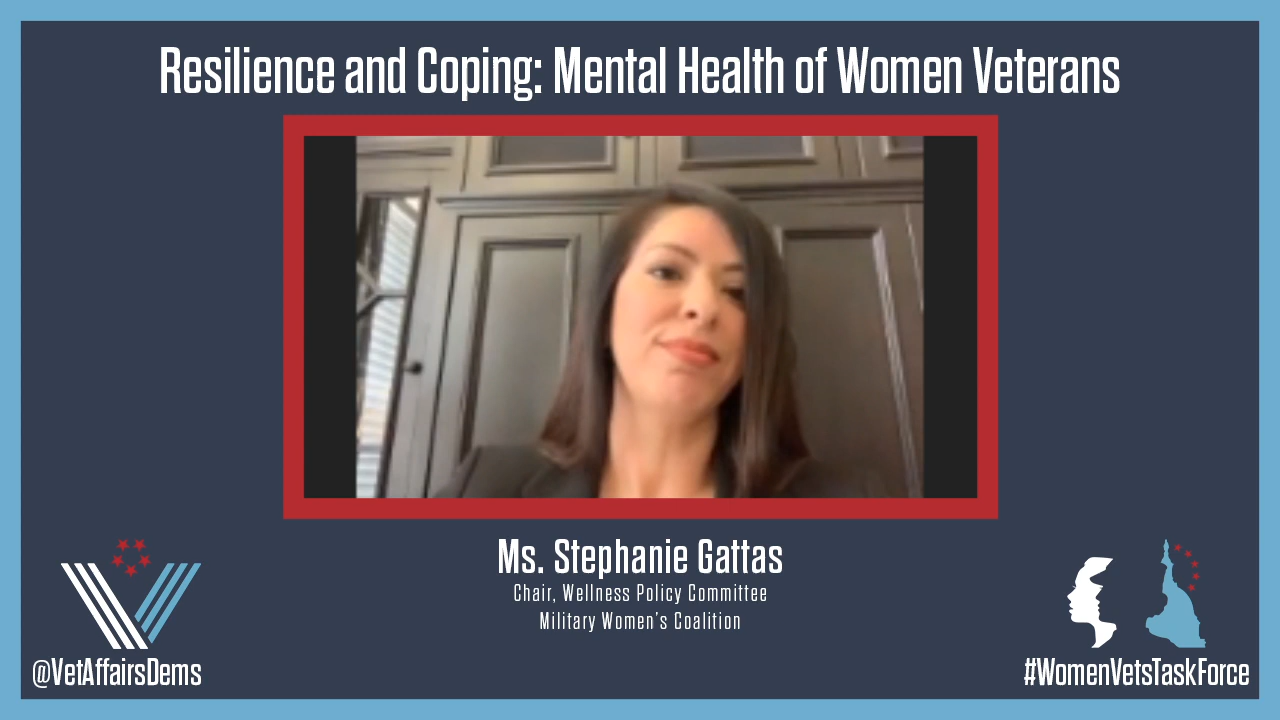 Resilience and Coping: Mental Health of Women Veterans
Ms. Stephanie Gattas
Chair, Wellness Policy Committee
Military Women's Coalition
@VetAffairsDems
#WomenVetsTaskForce